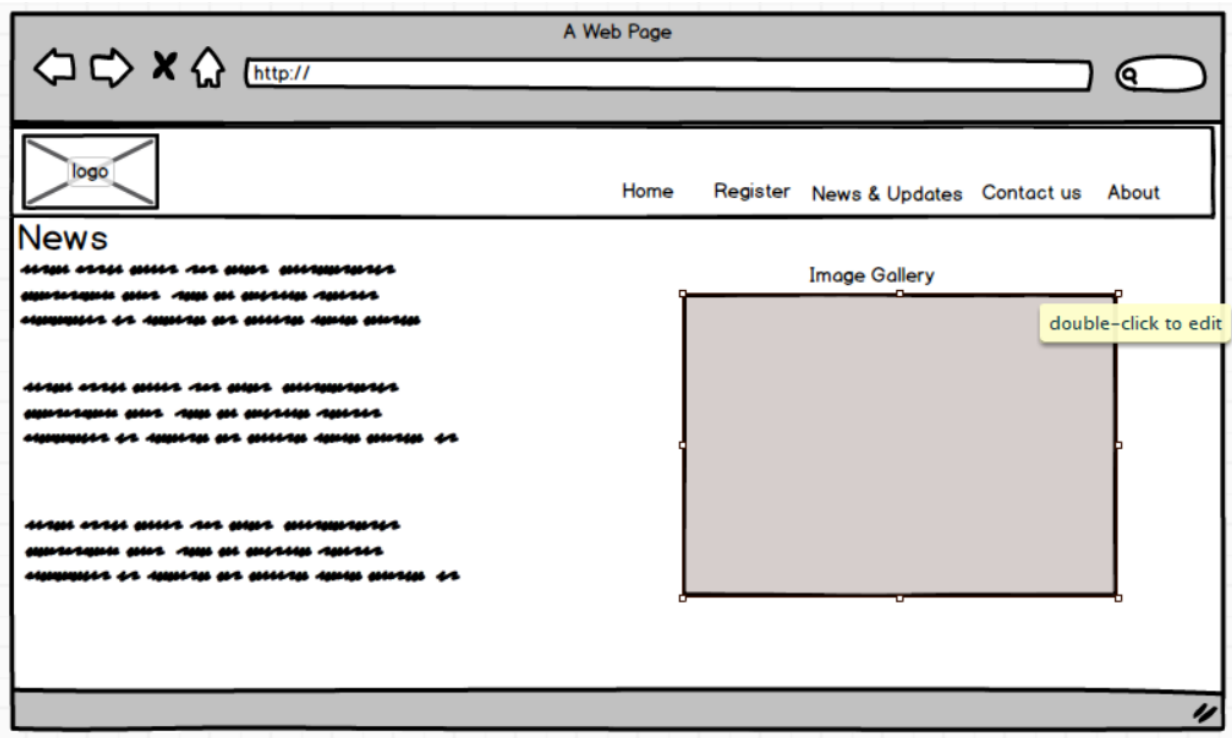 A Web Page
http://
logo
Home Register News & Updates Contact us About
News
Image Gallery
double-click to edit